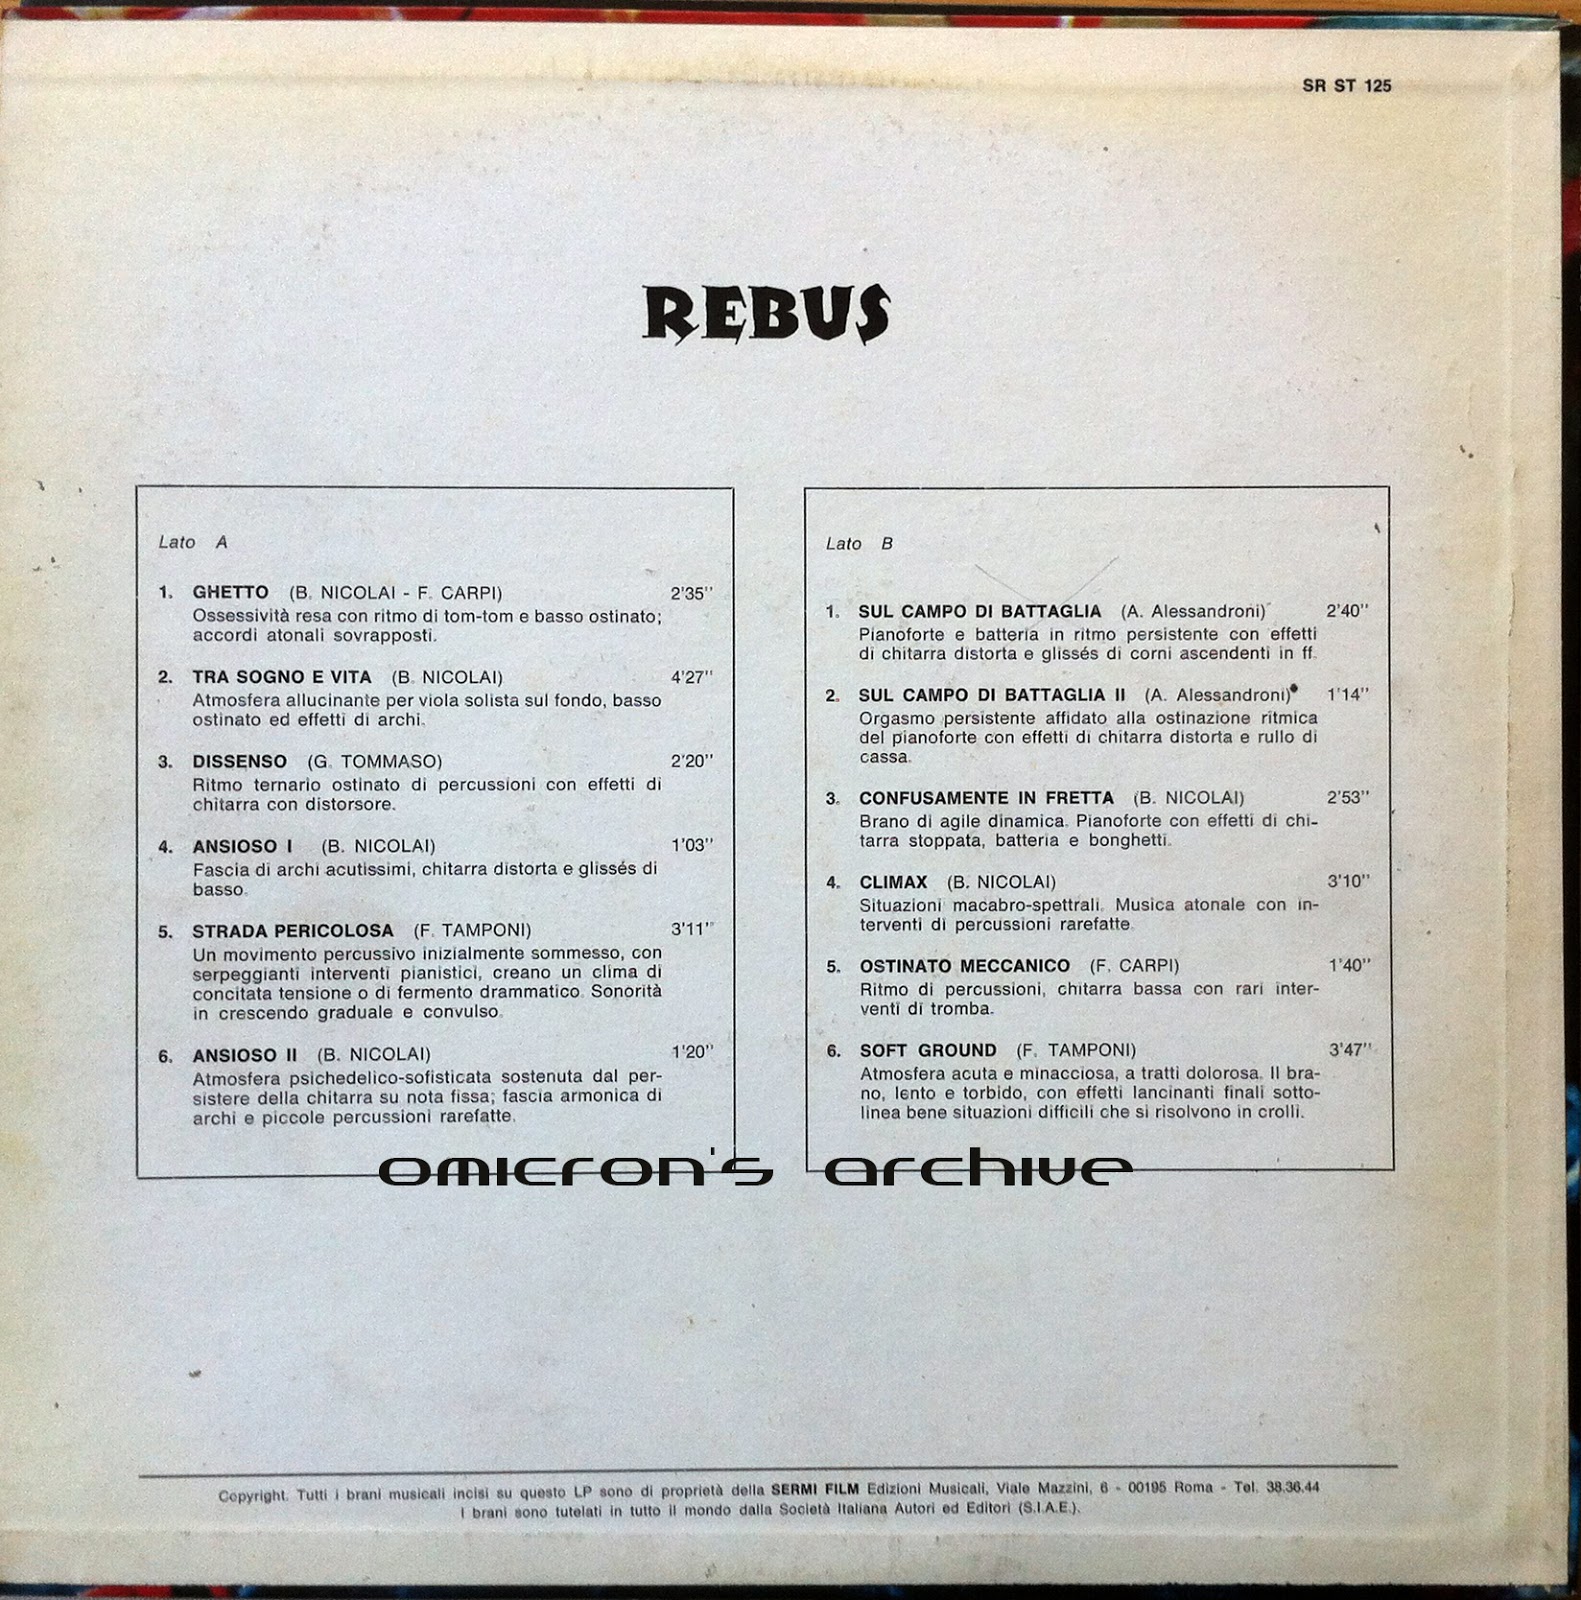 SR ST 125
REBUS
Lato A
1. GHETTO (B. NICOLAI - F. CARPI) 2'35''
Ossessività resa con ritmo di tom-tom e basso ostinato;
accordi atonali sovrapposti.
2. TRA SOGNO E VITA (B. NICOLAI) 4'27''
Atmosfera allucinante per viola solista sul fondo, basso
ostinato ed effetti di archi.
3. DISSENSO (G. TOMMASO) 2'20''
Ritmo ternario ostinato di percussioni con effetti di
chitarra con distorsore.
4. ANSIOSO I (B. NICOLAI) 1'03''
Fascia di archi acutissimi, chitarra distorta e glissés di
basso.
5. STRADA PERICOLOSA (F. TAMPONI) 3'11''
Un movimento percussivo inizialmente sommesso, con
serpeggianti interventi pianistici, creano un clima di
concitata tensione o di fermento drammatico. Sonorità
in crescendo graduale e convulso.
6. ANSIOSO II (B. NICOLAI) 1'20''
Atmosfera psichedelico-sofisticata sostenuta dal per-
sistere della chitarra su nota fissa; fascia armonica di
archi e piccole percussioni rarefatte.
Lato B
1. SUL CAMPO DI BATTAGLIA (A. Alessandroni) 2'40''
Pianoforte e batteria in ritmo persistente con effetti
di chitarra distorta e glissés di corni ascendenti in ff.
2. SUL CAMPO DI BATTAGLIA II (A. Alessandroni) 1'14''
Orgasmo persistente affidato alla ostinazione ritmica
del pianoforte con effetti di chitarra distorta e rullo di
cassa.
3. CONFUSAMENTE IN FRETTA (B. NICOLAI) 2'53''
Brano di agile dinamica. Pianoforte con effetti di chi-
tarra stoppata, batteria e bonghetti.
4. CLIMAX (B. NICOLAI) 3'10''
Situazioni macabro-spettrali. Musica atonale con in-
terventi di percussioni rarefatte.
5. OSTINATO MECCANICO (F. CARPI) 1'40''
Ritmo di percussioni, chitarra bassa con rari inter-
venti di tromba.
6. SOFT GROUND (F. TAMPONI) 3'47''
Atmosfera acuta e minacciosa, a tratti dolorosa. Il bra-
no, lento e torbido, con effetti lancinanti finali sotto-
linea bene situazioni difficili che si risolvono in crolli.
omicron's archive
Copyright. Tutti i brani musicali incisi su questo LP sono di proprietà della SERMI FILM Edizioni Musicali, Viale Mazzini, 6 - 00195 Roma - Tel. 38.36.44
I brani sono tutelati in tutto il mondo dalla Società Italiana Autori ed Editori (S.I.A.E.).